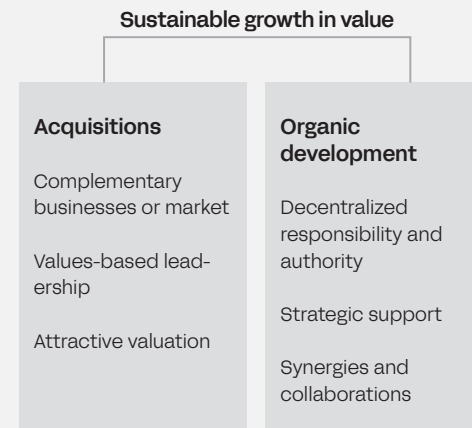 Sustainable growth in value
Acquisitions
Complementary
businesses or market
Values-based lead-
ership
Attractive valuation
Organic
development
Decentralized
responsibility and
authority
Strategic support
Synergies and
collaborations